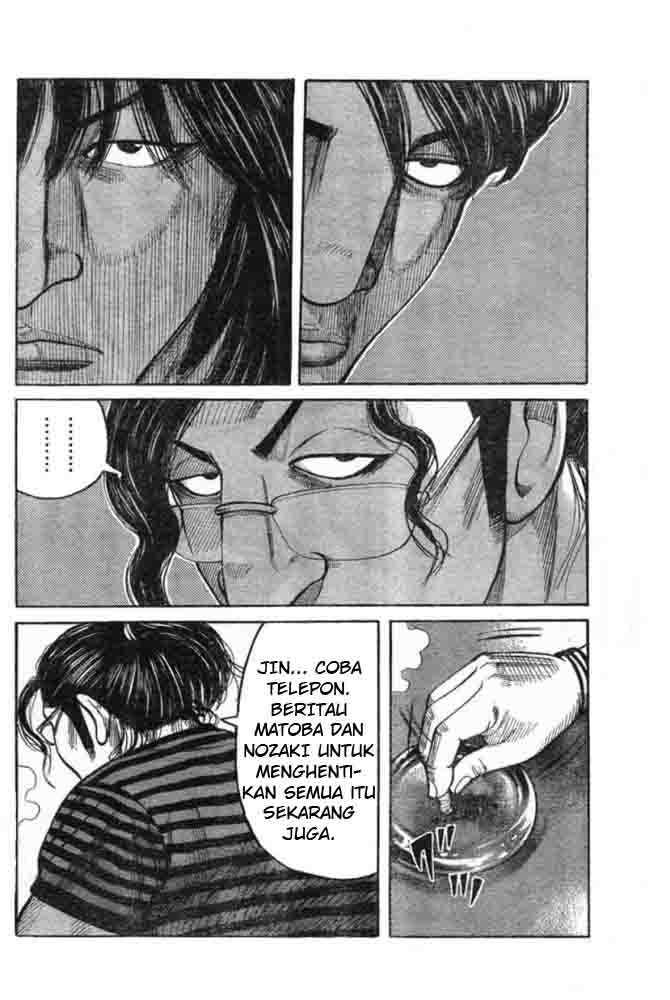 ........
JIN... COBA
TELEPON.
BERITAU
MATOBA DAN
NOZAKI UNTUK
MENGHENTI-
KAN SEMUA ITU
SEKARANG
JUGA.